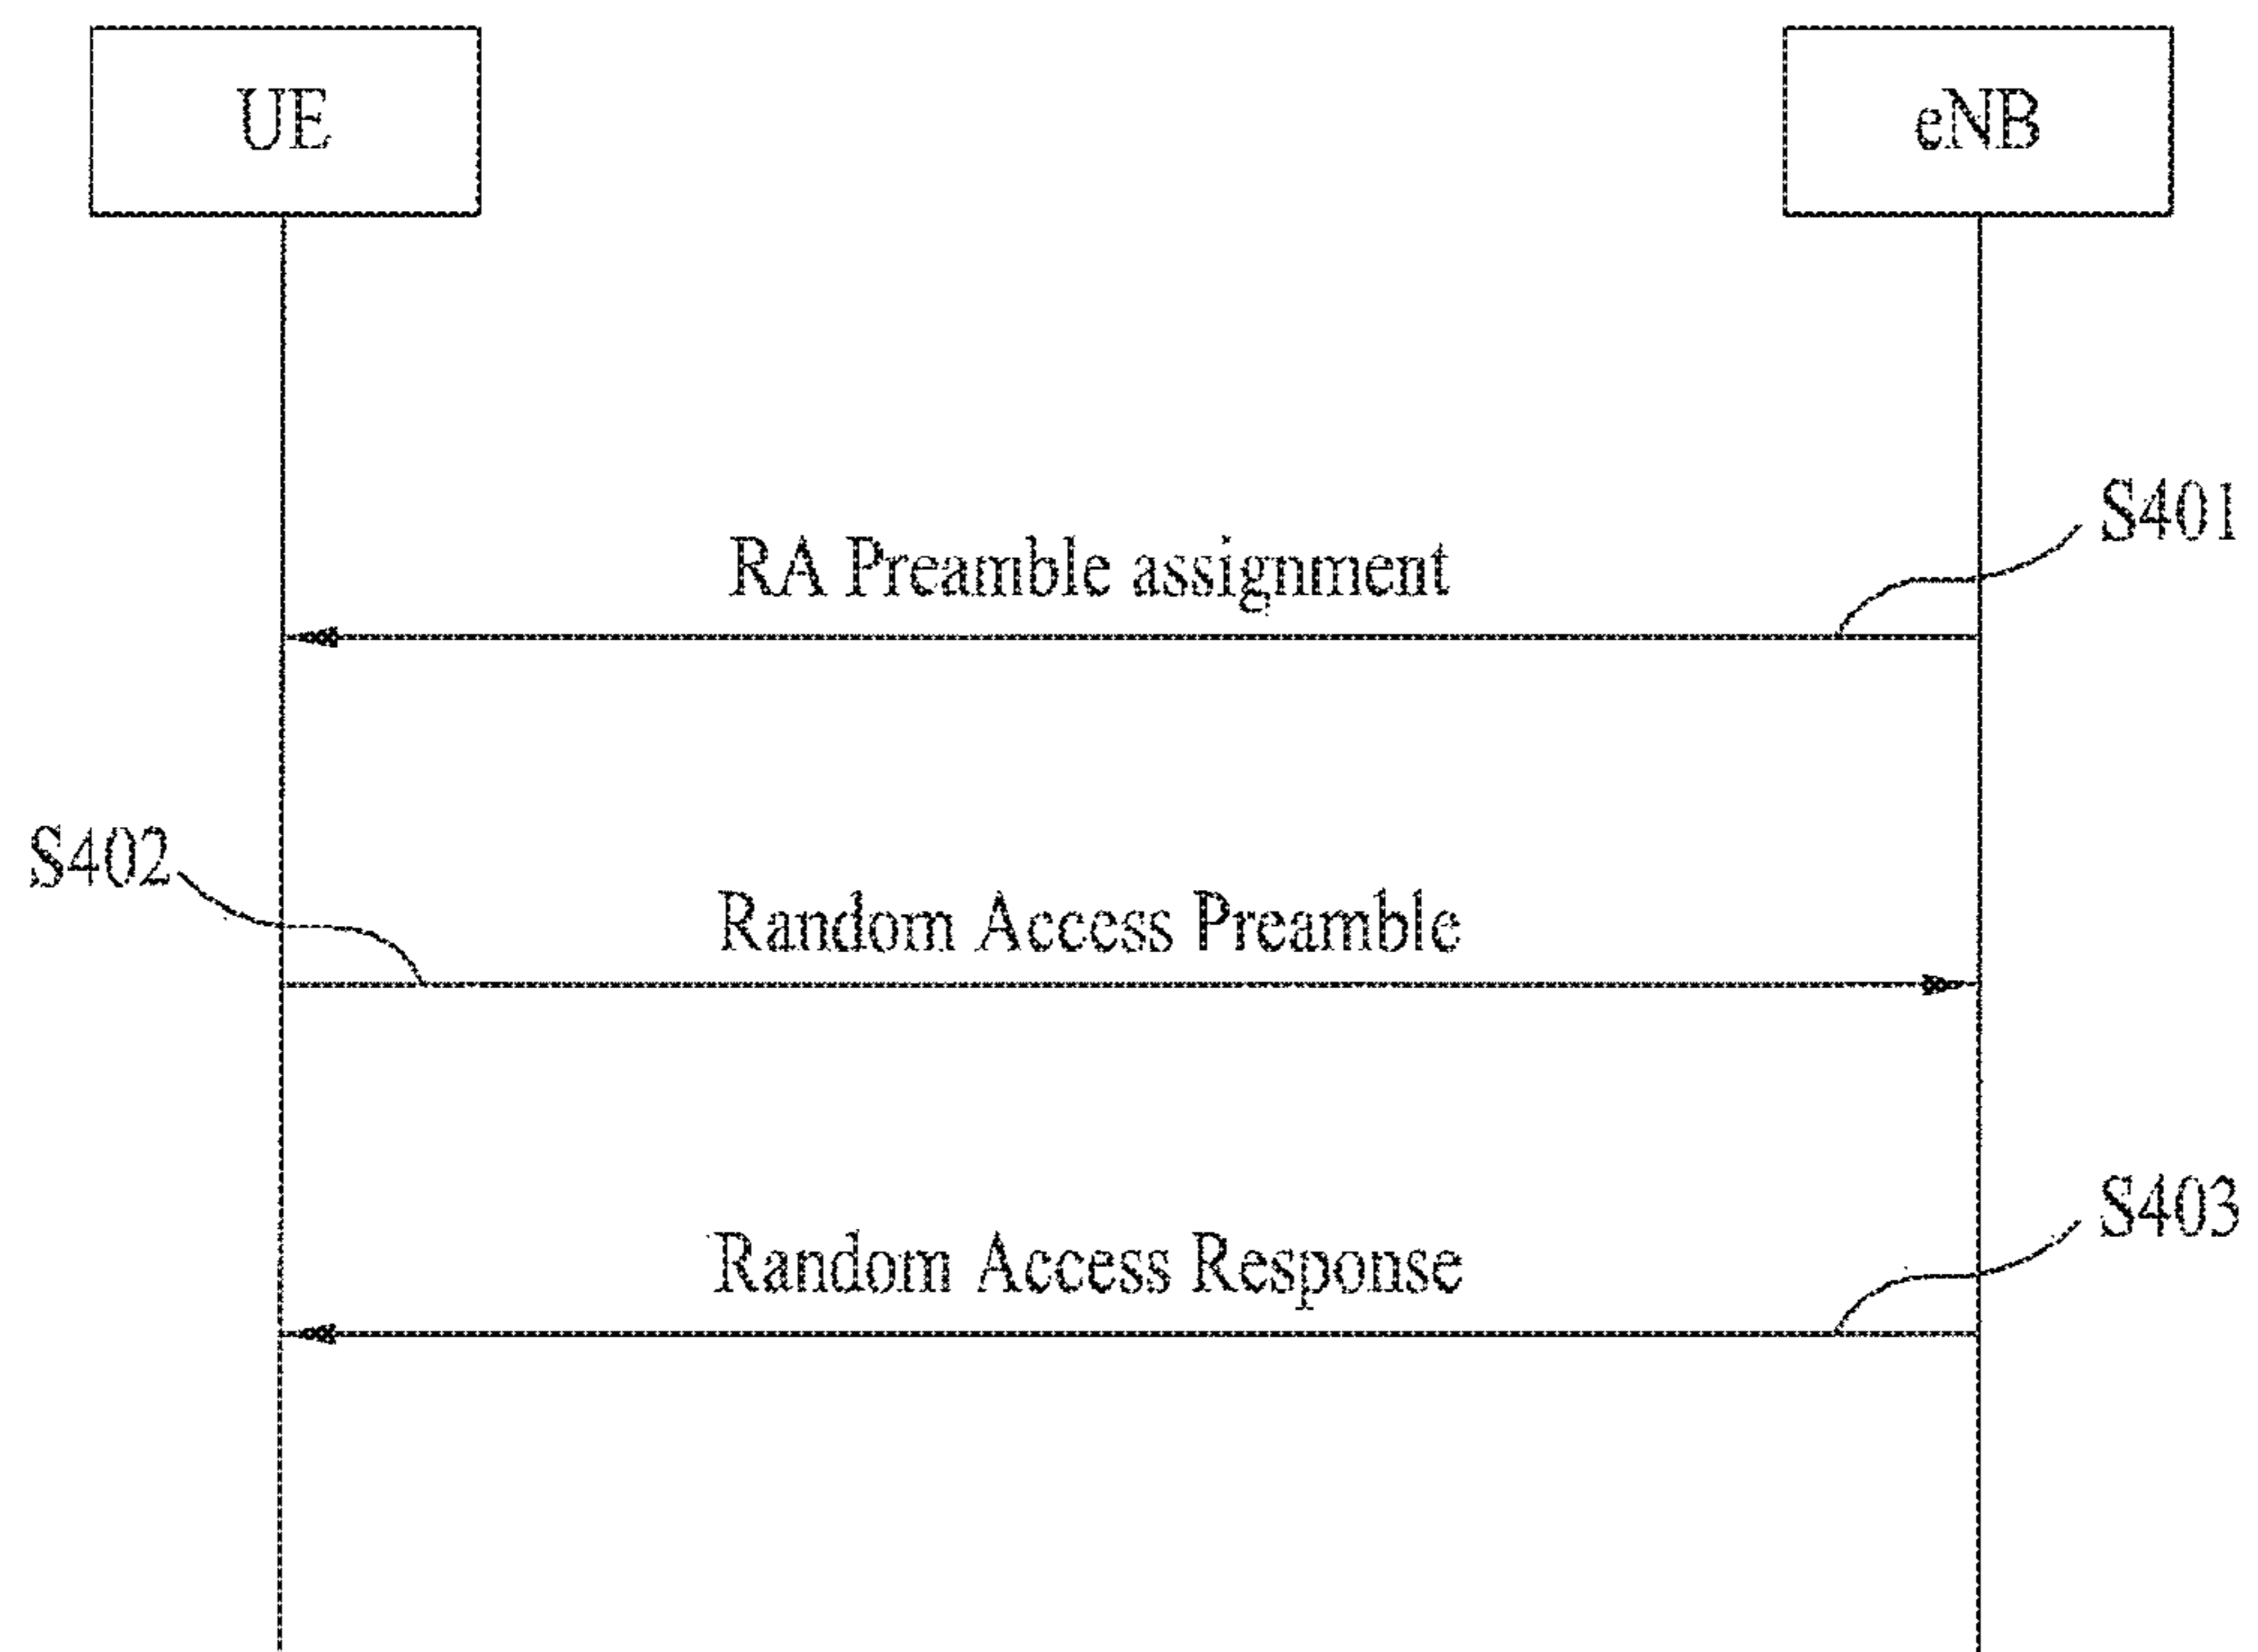 UE
eNB
S401
RA Preamble assignment
S402
Random Access Preamble
S403
Random Access Response